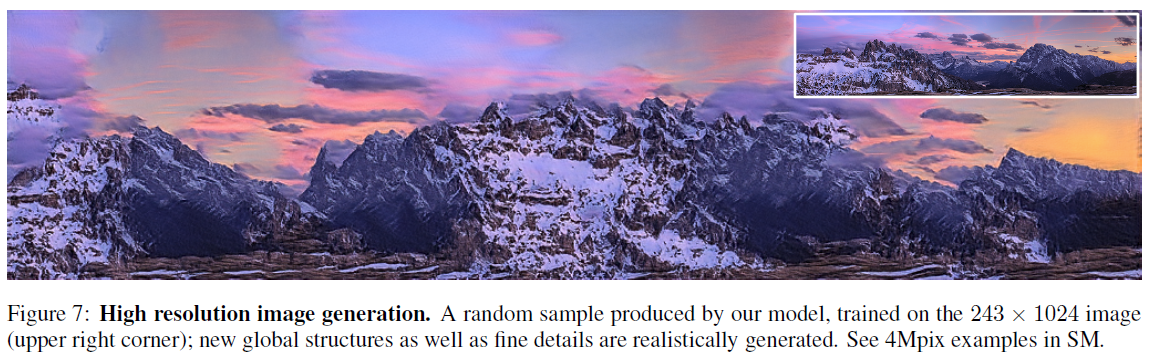 Figure 7: High resolution image generation. A random sample produced by our model, trained on the 243 × 1024 image
(upper right corner); new global structures as well as fine details are realistically generated. See 4Mpix examples in SM.